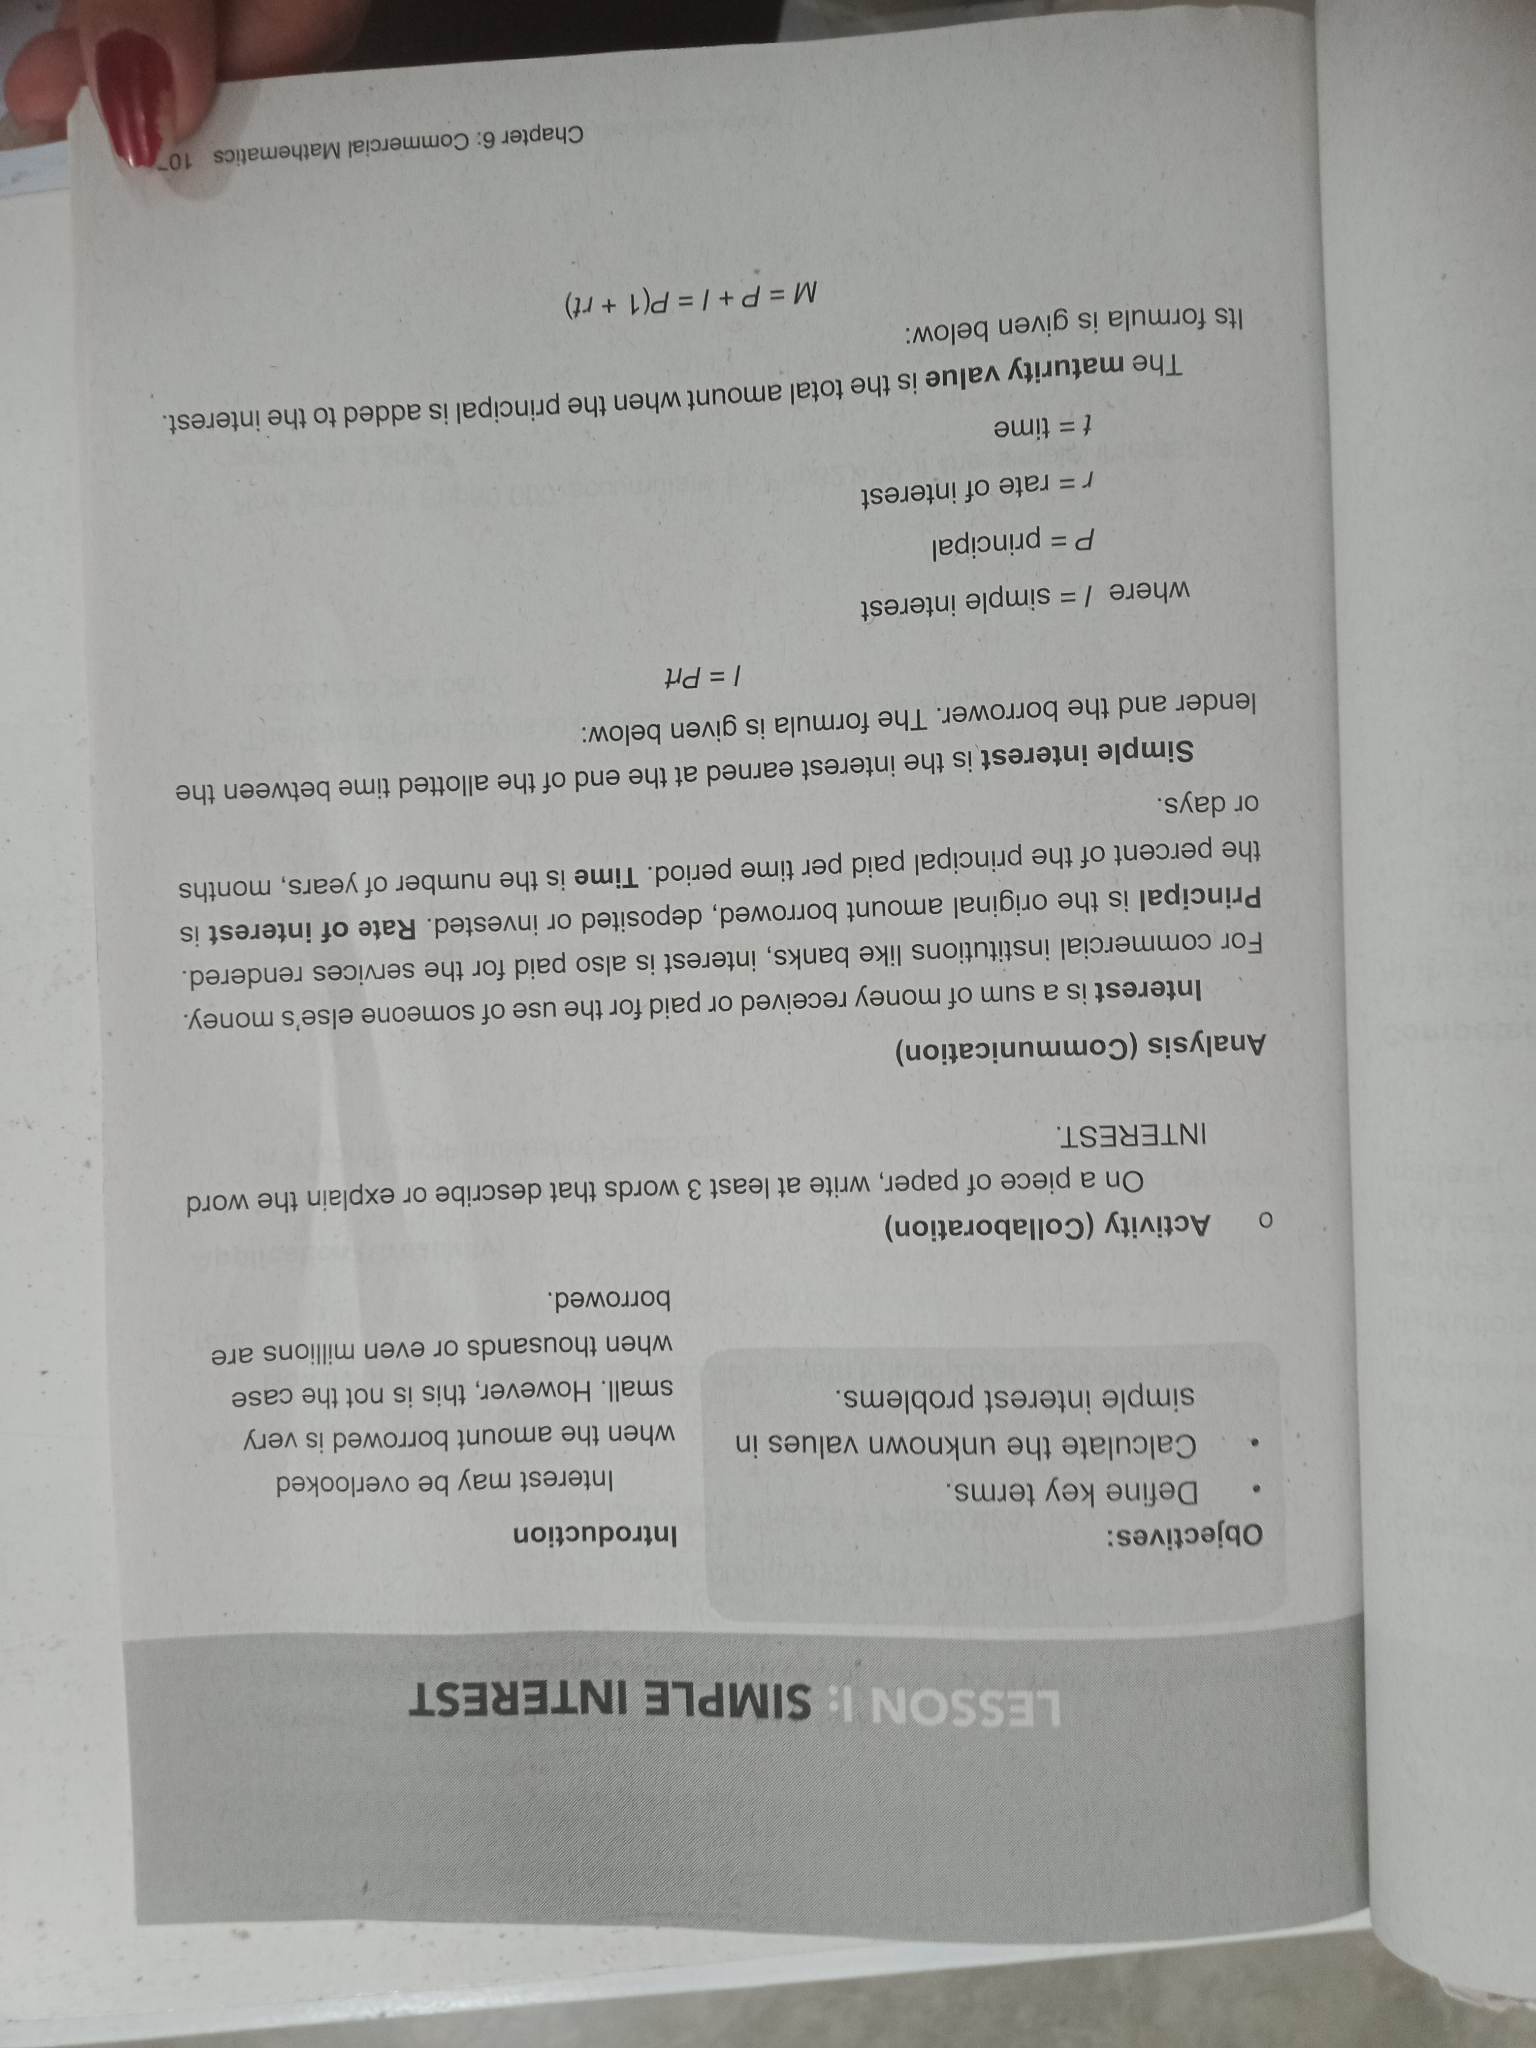 LESSON I: SIMPLE INTEREST
Objectives:
• Define key terms.
• Calculate the unknown values in
simple interest problems.
Introduction
Interest may be overlooked
when the amount borrowed is very
small. However, this is not the case
when thousands or even millions are
borrowed.
o Activity (Collaboration)
On a piece of paper, write at least 3 words that describe or explain the word
INTEREST.
Analysis (Communication)
Interest is a sum of money received or paid for the use of someone else's money.
For commercial institutions like banks, interest is also paid for the services rendered.
Principal is the original amount borrowed, deposited or invested. Rate of interest is
the percent of the principal paid per time period. Time is the number of years, months
or days.
Simple interest is the interest earned at the end of the allotted time between the
lender and the borrower. The formula is given below:
I = Prt
where I = simple interest
P = principal
r = rate of interest
t = time
The maturity value is the total amount when the principal is added to the interest.
Its formula is given below:
M = P + I = P(1 + rt)
Chapter 6: Commercial Mathematics